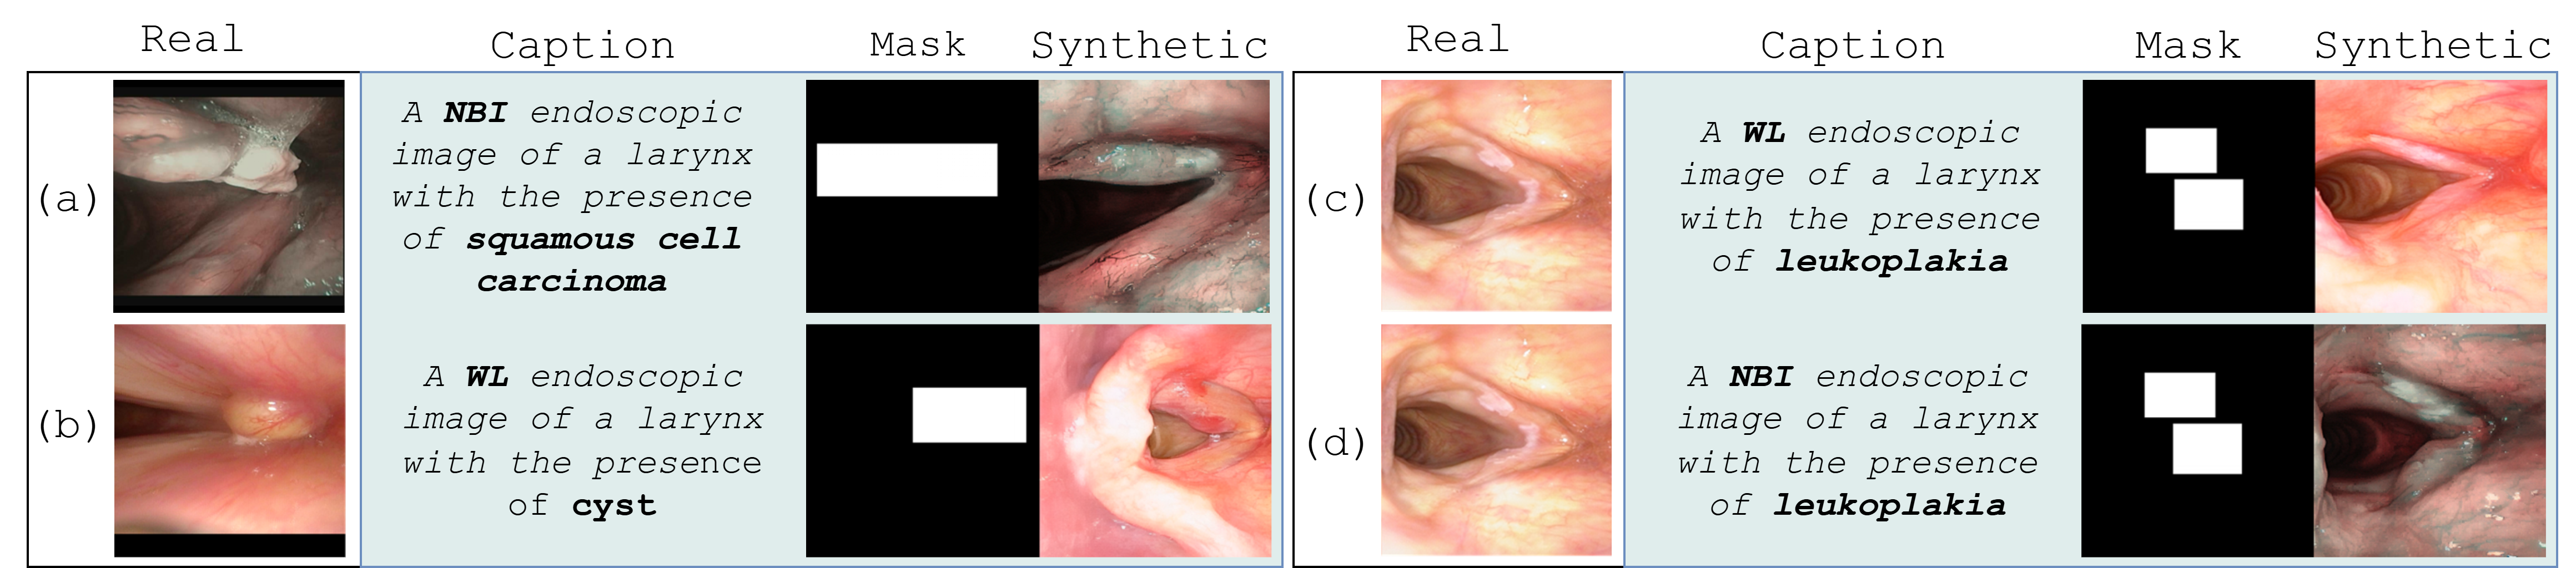 Real Caption Mask Synthetic Real Caption Mask Synthetic
(a)
A NBI endoscopic
image of a larynx
with the presence
of squamous cell
carcinoma
(b)
A WL endoscopic
image of a larynx
with the presence
of cyst
(c)
A WL endoscopic
image of a larynx
with the presence
of leukoplakia
(d)
A NBI endoscopic
image of a larynx
with the presence
of leukoplakia